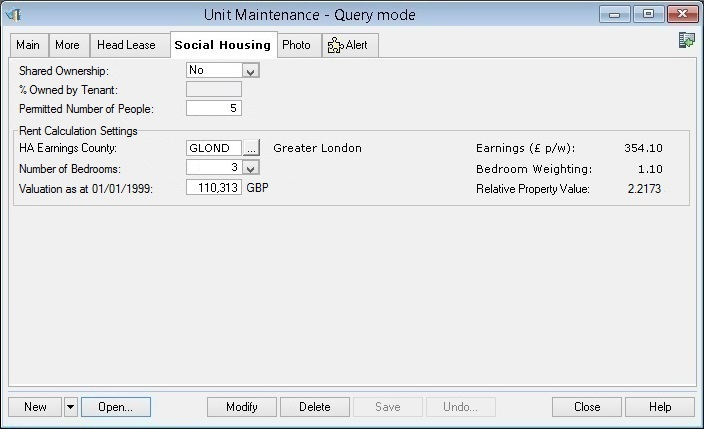 Unit Maintenance - Query mode
Main More Head Lease Social Housing Photo Alert
Shared Ownership: No
% Owned by Tenant:
Permitted Number of People: 5
Rent Calculation Settings
HA Earnings County: GLOND ... Greater London Earnings (£ p/w): 354.10
Number of Bedrooms: 3 Bedroom Weighting: 1.10
Valuation as at 01/01/1999: 110,313 GBP Relative Property Value: 2.2173
New Open... Modify Delete Save Undo... Close Help